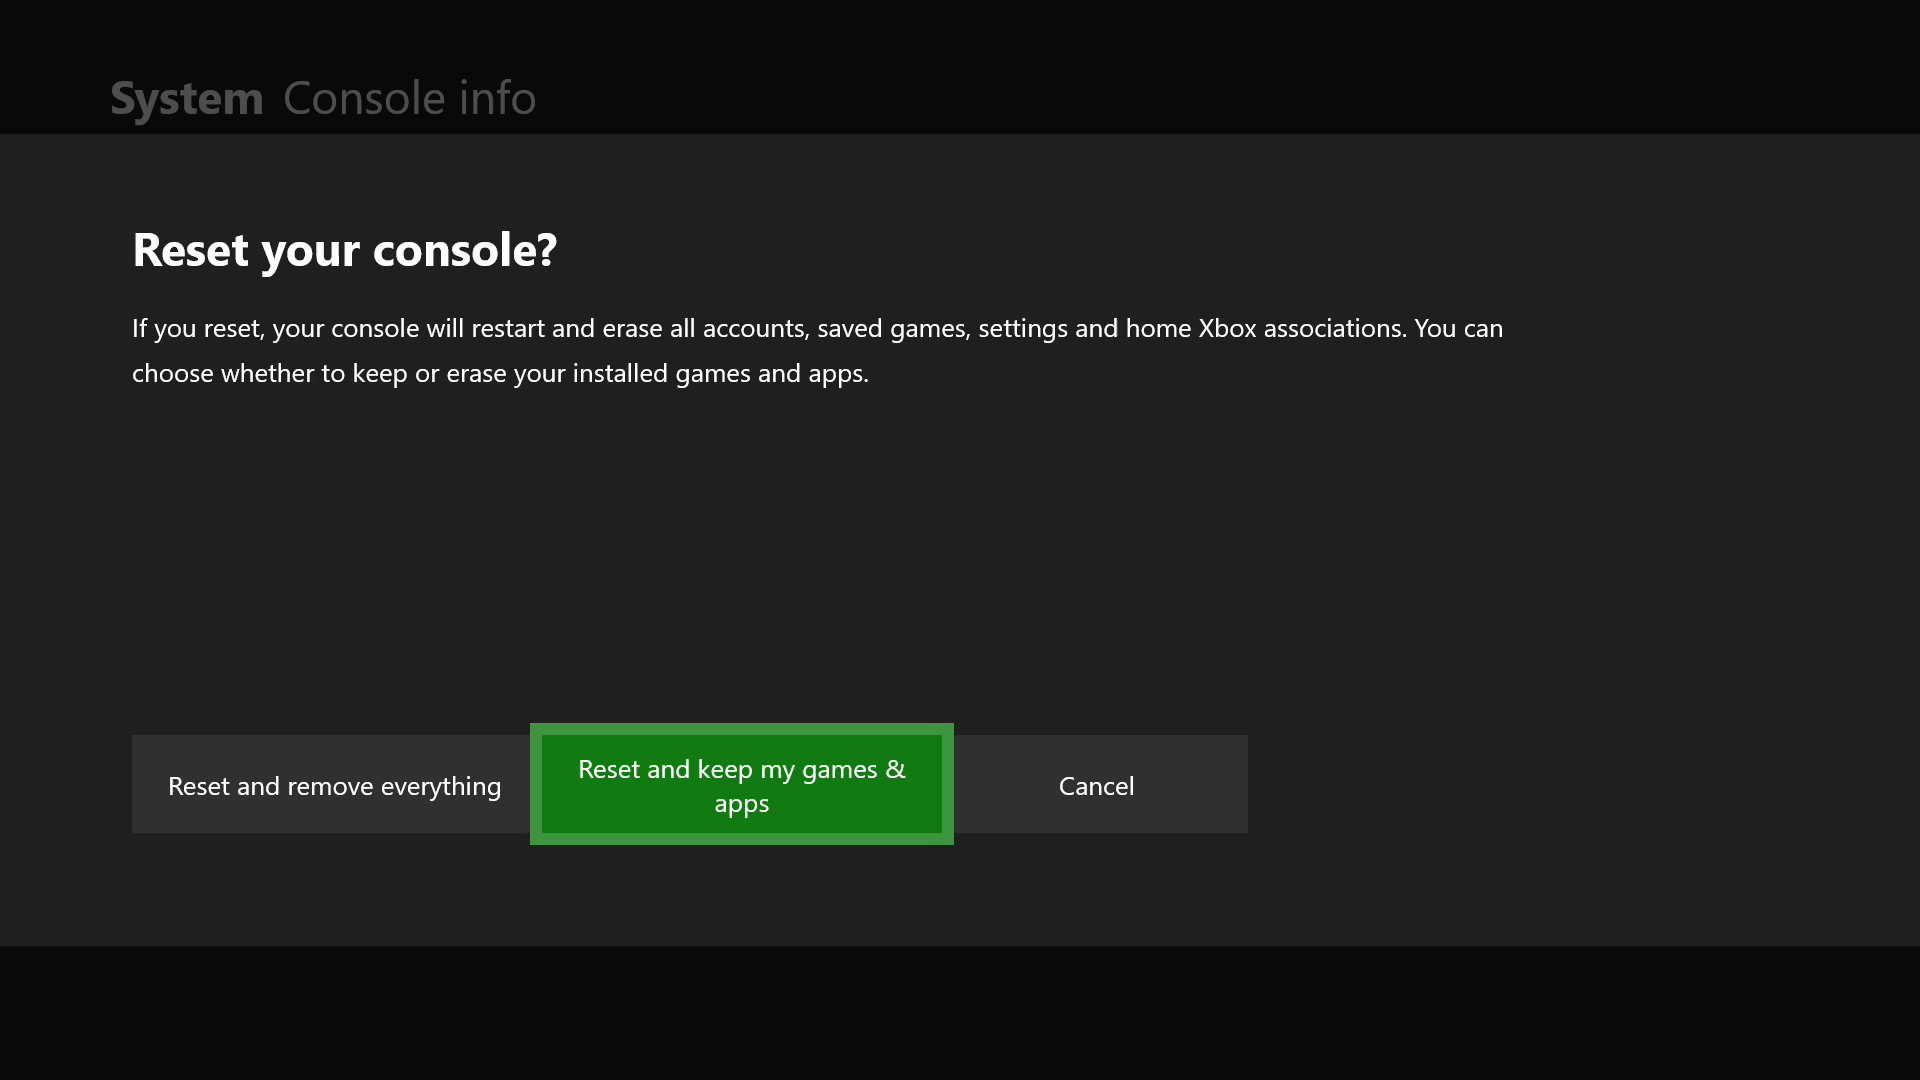 System Console info
Reset your console?
If you reset, your console will restart and erase all accounts, saved games, settings and home Xbox associations. You can
choose whether to keep or erase your installed games and apps.
Reset and remove everything
Reset and keep my games &
apps
Cancel